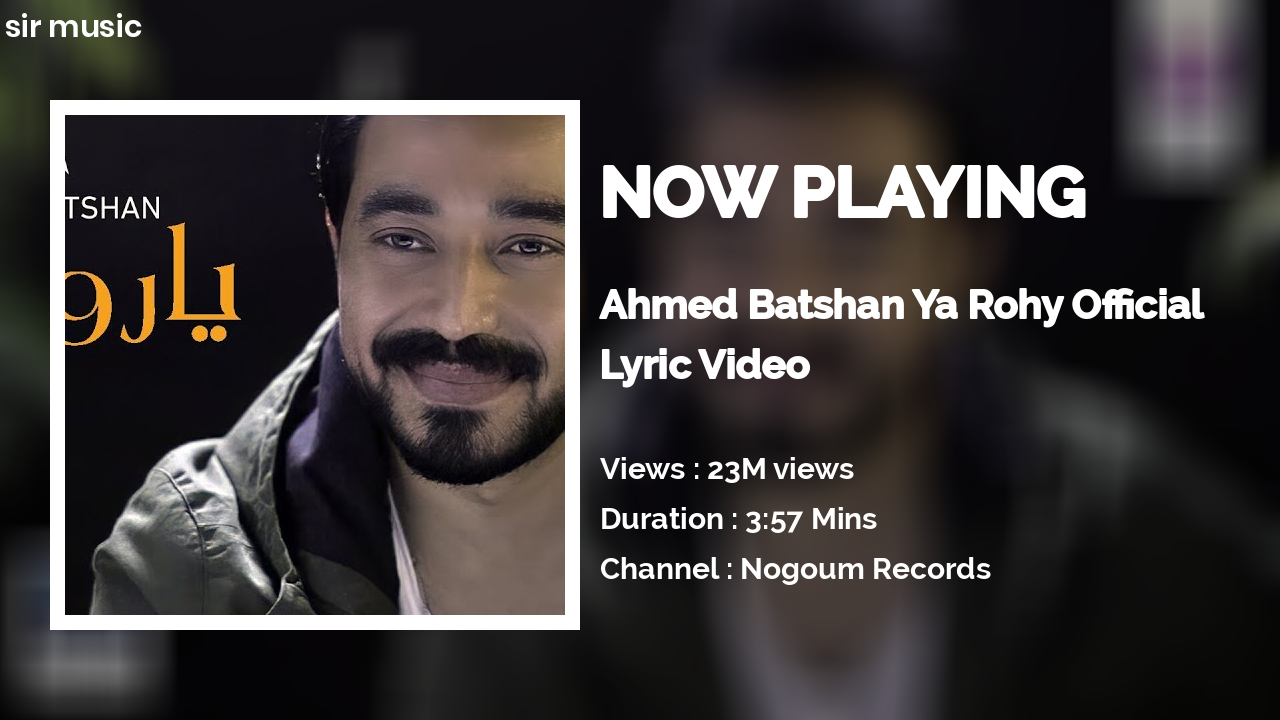 sir music
TSHAN
يارو
NOW PLAYING
Ahmed Batshan Ya Rohy Official
Lyric Video
Views : 23M views
Duration : 3:57 Mins
Channel : Nogoum Records